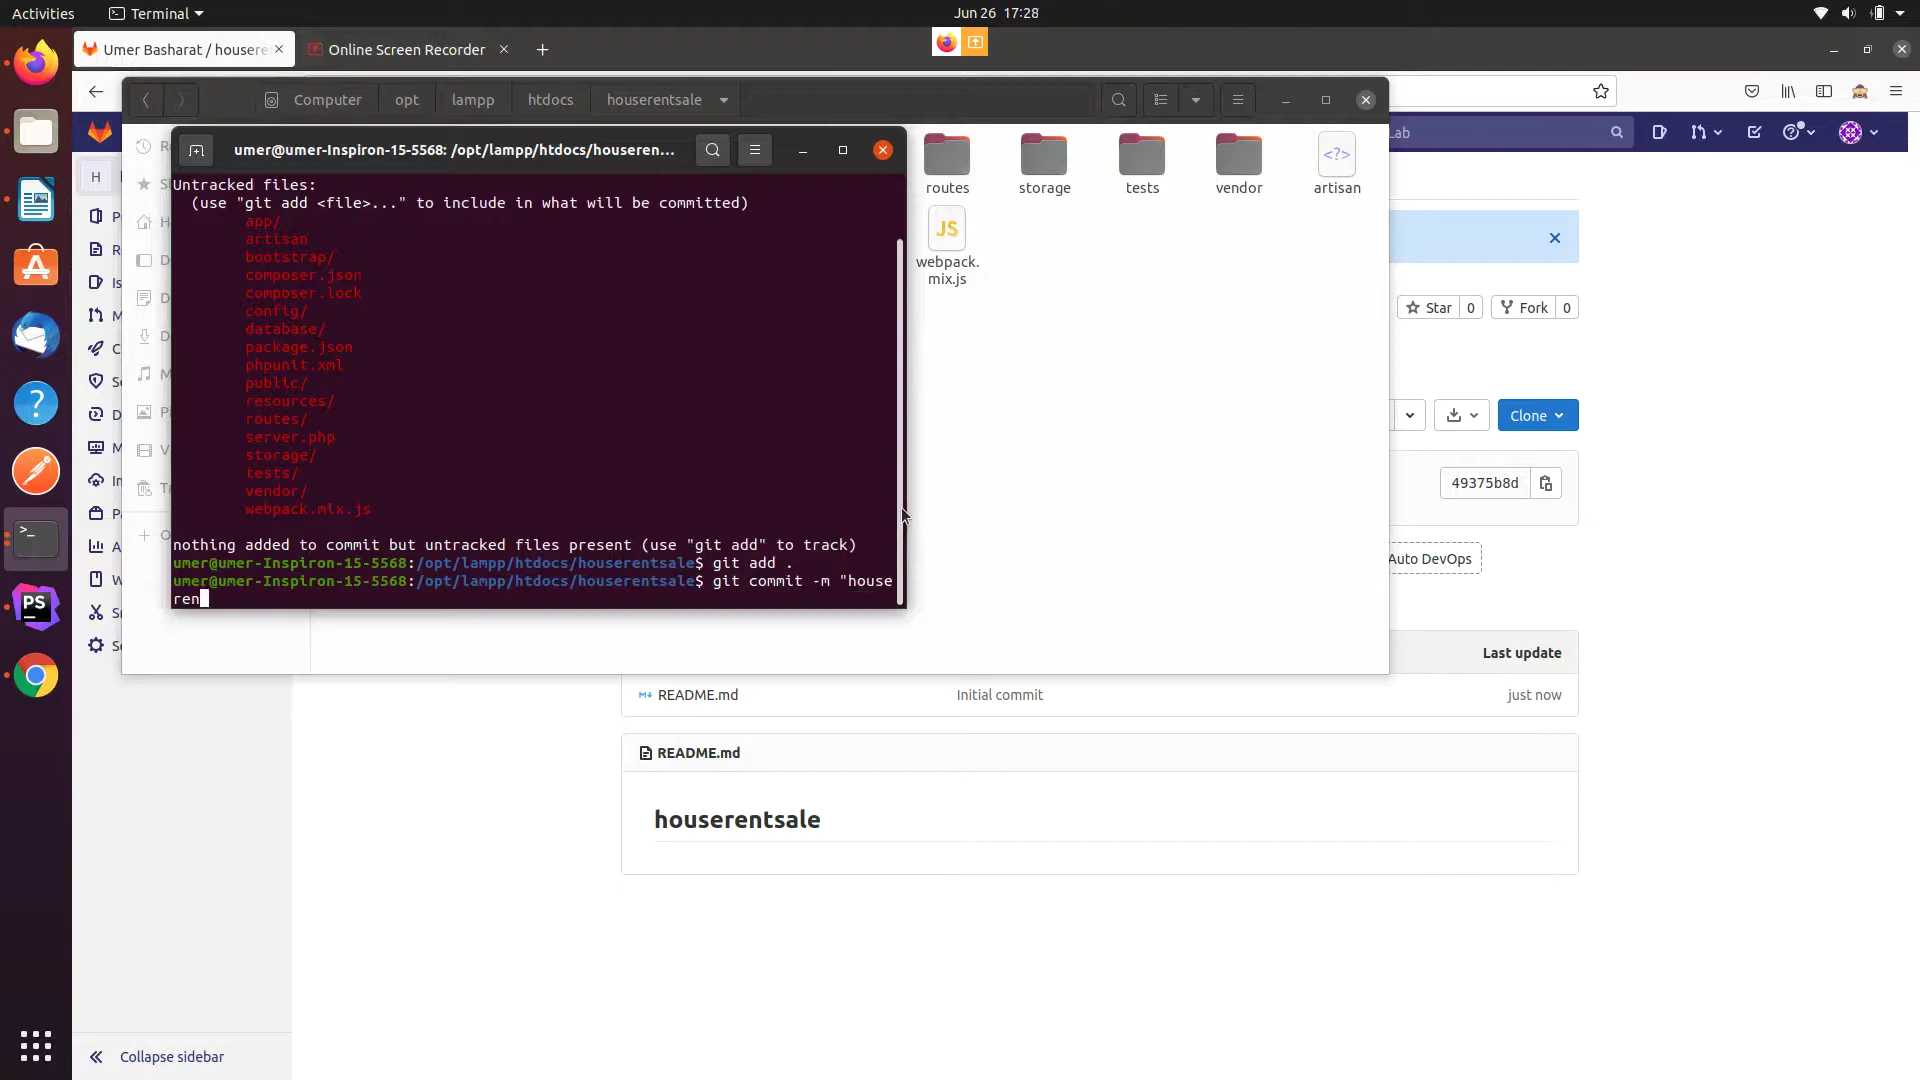 Activities
Terminal
Jun 26 17:28
Umer Basharat / housere
Online Screen Recorder
Computer
opt
lampp
htdocs
houserentsale
umer@umer-Inspiron-15-5568: /opt/lampp/htdocs/houseren...
Lab
H
routes
storage
tests
vendor
<?>
artisan
JS
webpack.
mix.js
Untracked files:
(use "git add <file>..." to include in what will be committed)
app/
artisan
bootstrap/
composer.json
composer.lock
config/
database/
package.json
phpunit.xml
public/
resources/
routes/
server.php
storage/
tests/
vendor/
webpack.mix.js
nothing added to commit but untracked files present (use "git add" to track)
umer@umer-Inspiron-15-5568:/opt/lampp/htdocs/houserentsale$ git add .
umer@umer-Inspiron-15-5568:/opt/lampp/htdocs/houserentsale$ git commit -m "house
ren
Star 0
Fork 0
Clone
49375b8d
Auto DevOps
Last update
README.md
Initial commit
just now
README.md
houserentsale
Collapse sidebar
PS